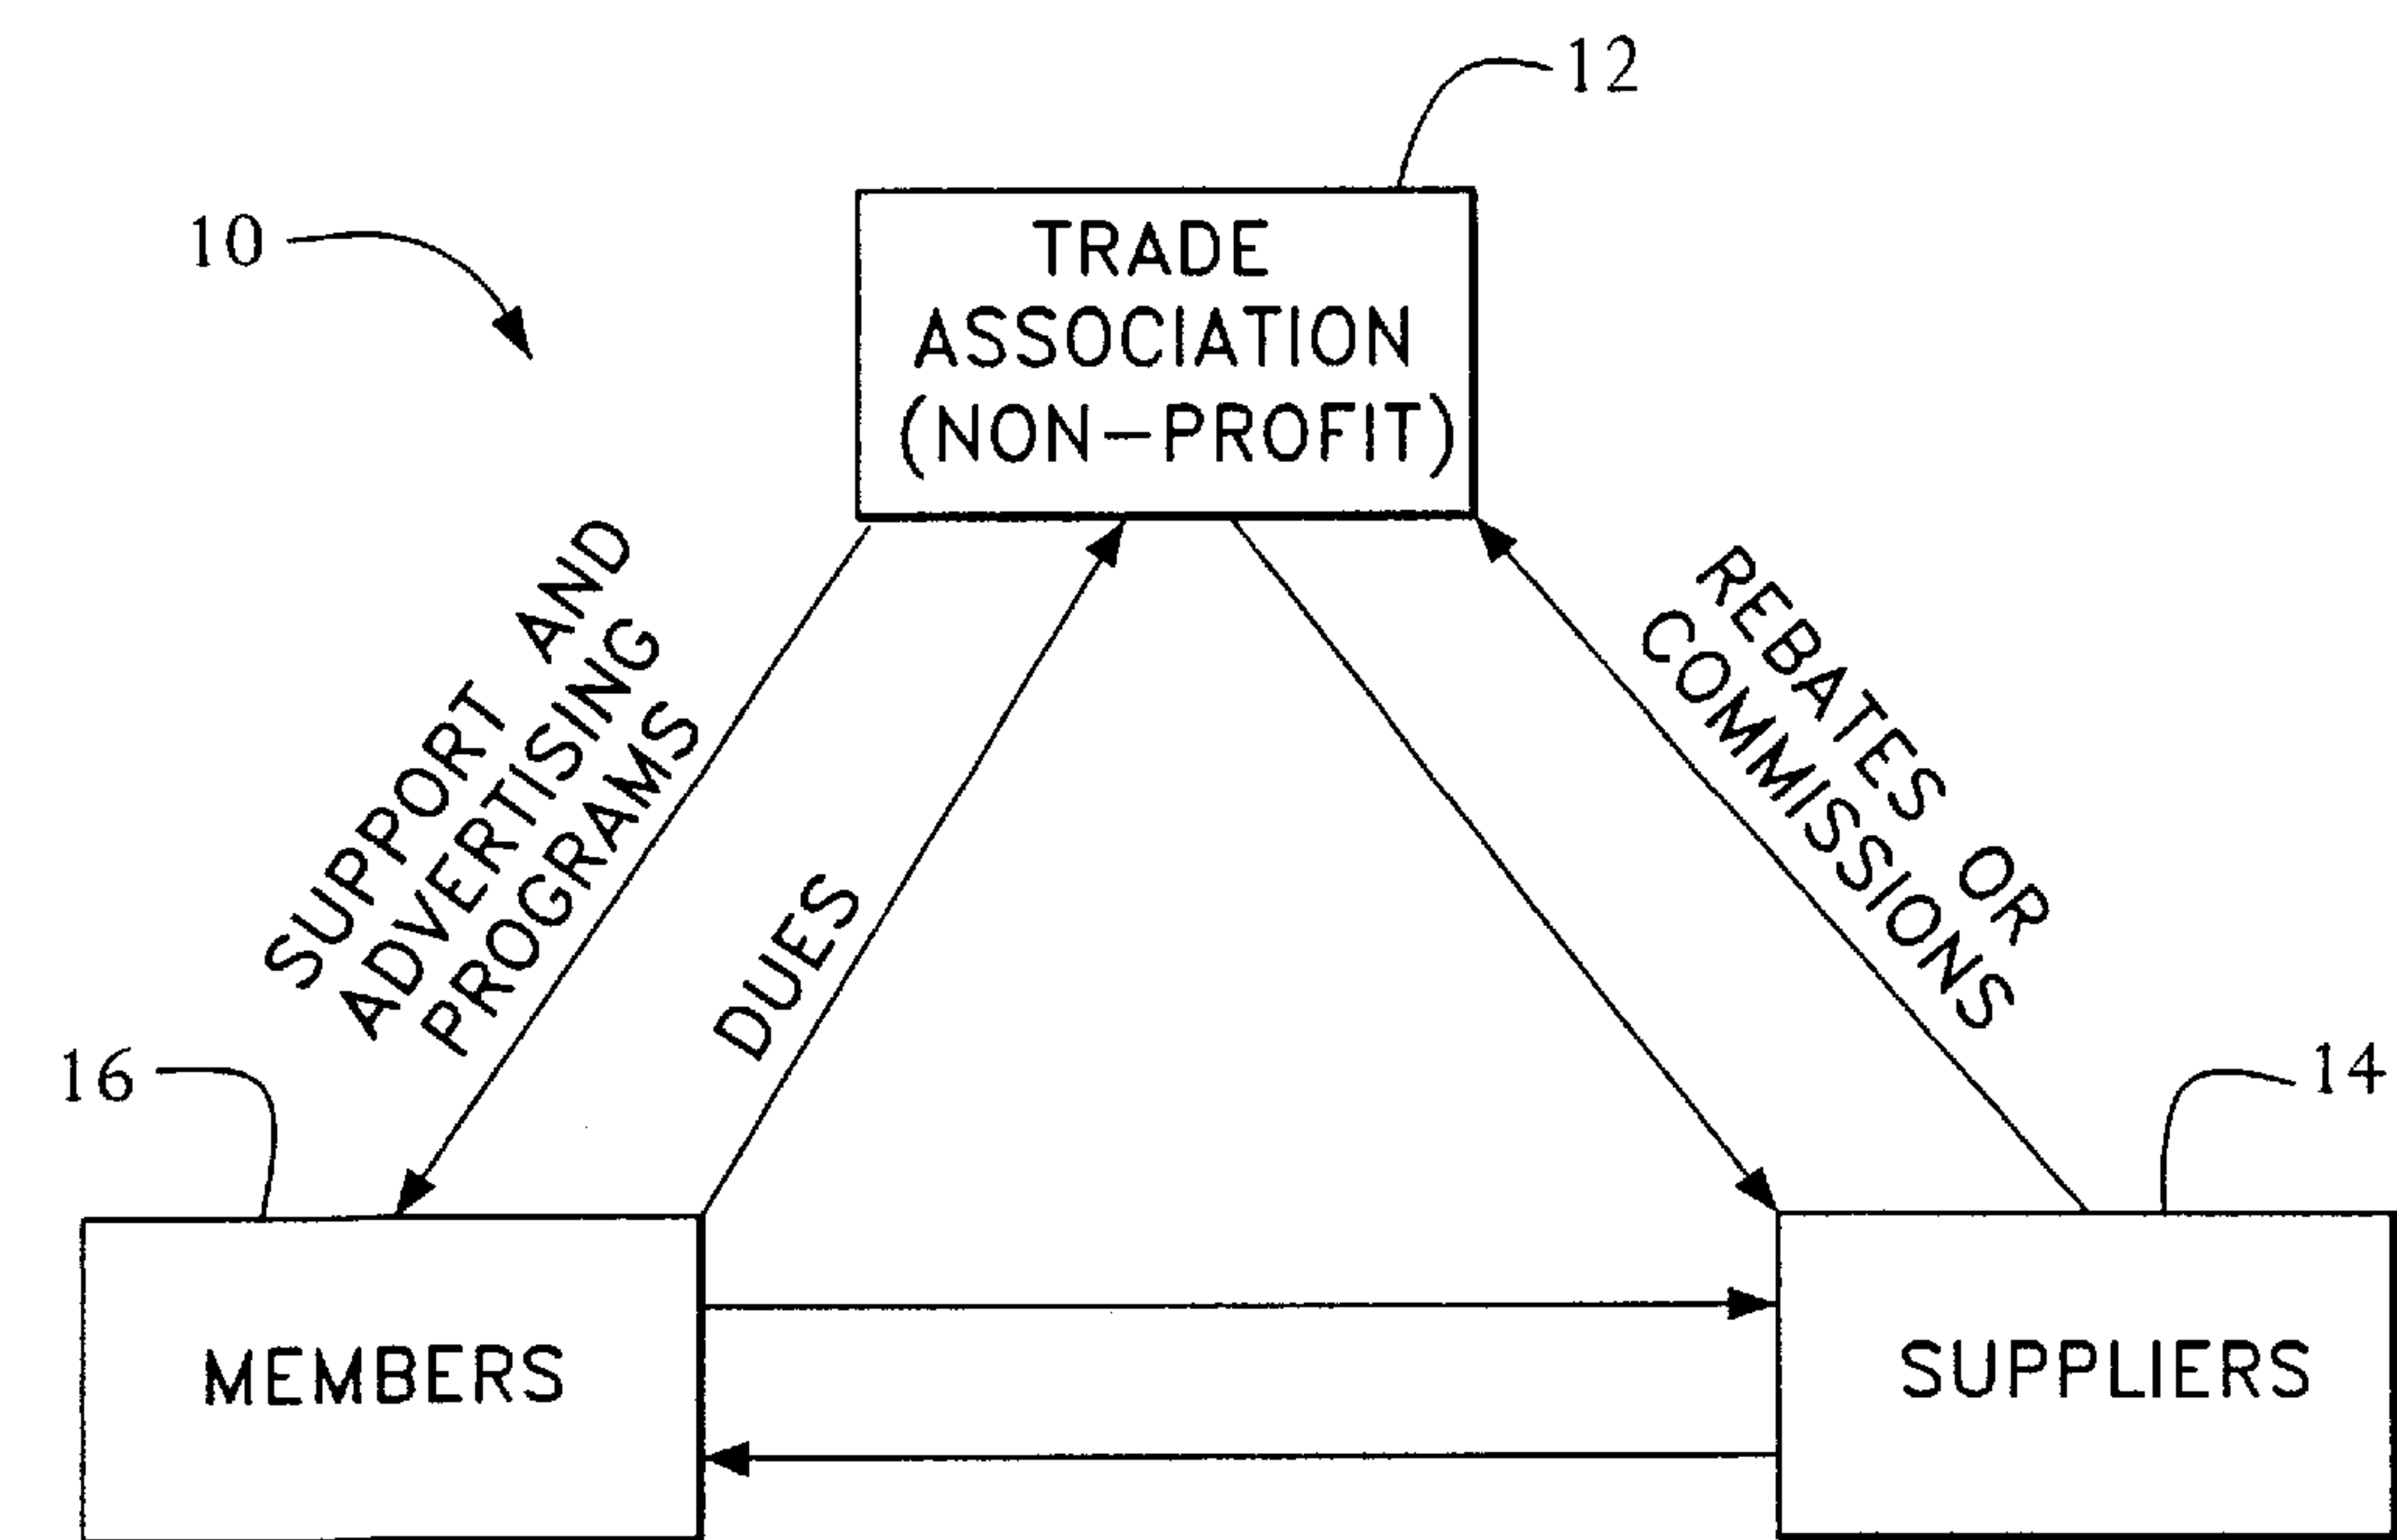 12
10
TRADE
ASSOCIATION
(NON-PROFIT)
SUPPORT AND
ADVERTISING
PROGRAMS
DUES
REBATES OR
COMMISSIONS
16
14
MEMBERS
SUPPLIERS